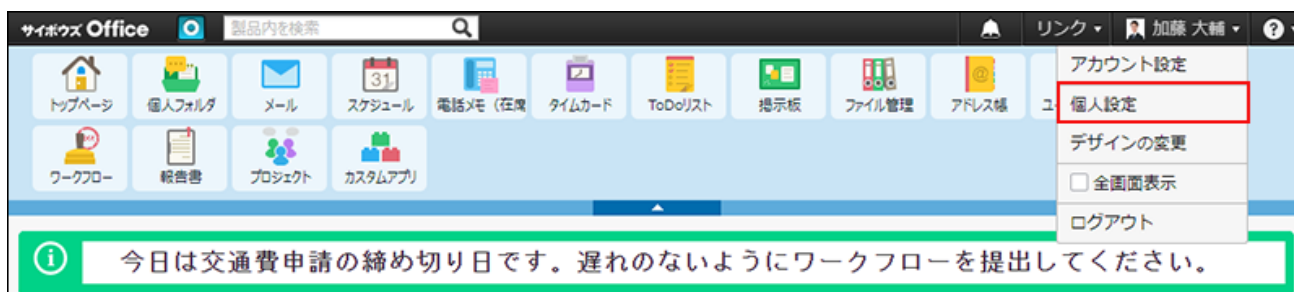 サイボウズ Office 製品内を検索 リンク 加藤 大輔 ?
アカウント設定
個人設定
デザインの変更
全画面表示
ログアウト
31
トップページ 個人フォルダ メール スケジュール 電話メモ（在席 タイムカード ToDoリスト 掲示板 ファイル管理 アドレス帳 ユ
ワークフロー 報告書 プロジェクト カスタムアプリ
今日は交通費申請の締め切り日です。遅れのないようにワークフローを提出してください。